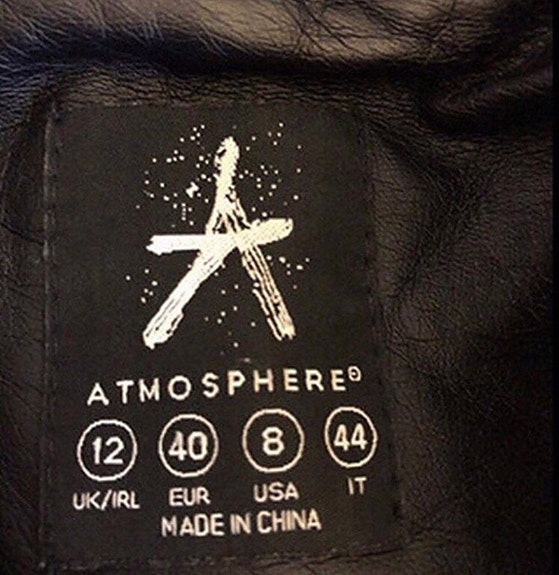 ATMOSPHERE
12 40 8 44
UK/IRL EUR USA IT
MADE IN CHINA